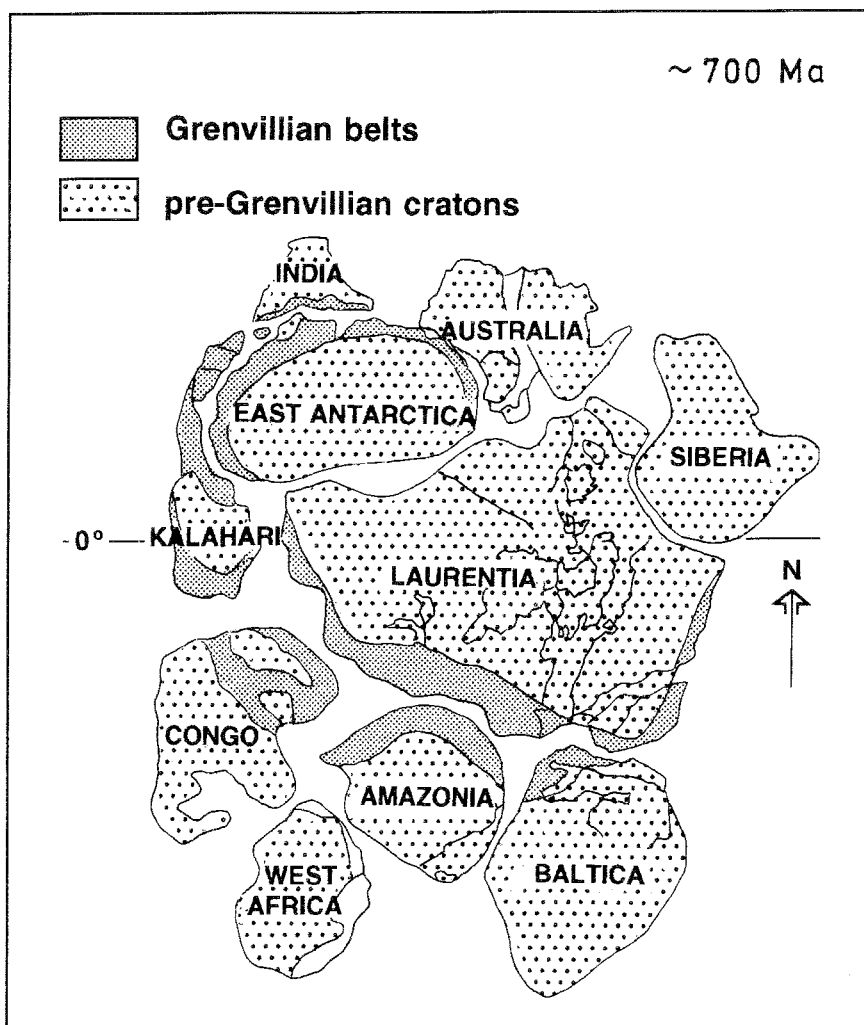 ~ 700 Ma
Grenvillian belts
pre-Grenvillian cratons
INDIA
AUSTRALIA
EAST ANTARCTICA
SIBERIA
0°
KALAHARI
LAURENTIA
N
CONGO
AMAZONIA
WEST
AFRICA
BALTICA